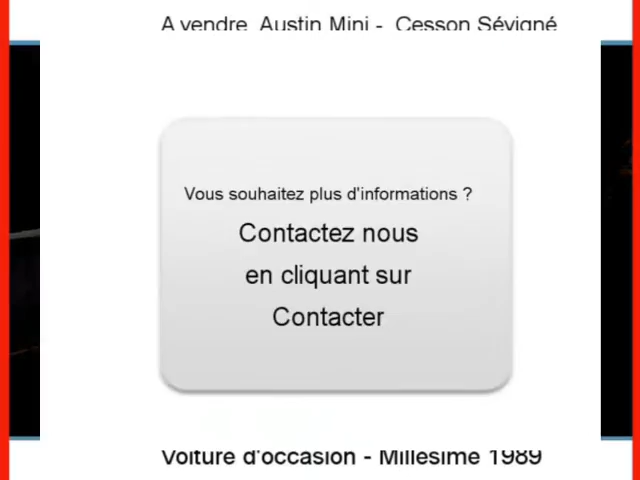 A vendre Austin Mini - Cesson Sévigné
Vous souhaitez plus d'informations ?
Contactez nous
en cliquant sur
Contacter
Voiture d'occasion - Millesime 1989